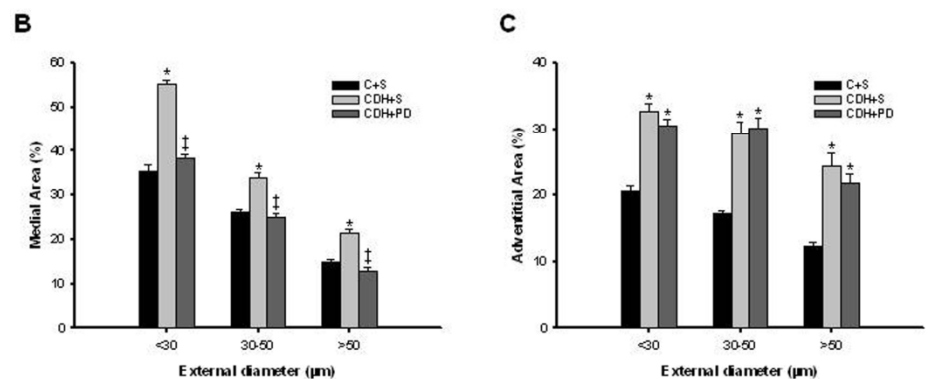 B
60
50
40
30
20
10
0
Medial Area (%)
C+S
CDH+S
CDH+PD
*
‡
*
‡
*
‡
<30
30-50
>50
External diameter (µm)
C
40
30
20
10
0
Adventitial Area (%)
C+S
CDH+S
CDH+PD
*
*
*
*
*
*
<30
30-50
>50
External diameter (µm)